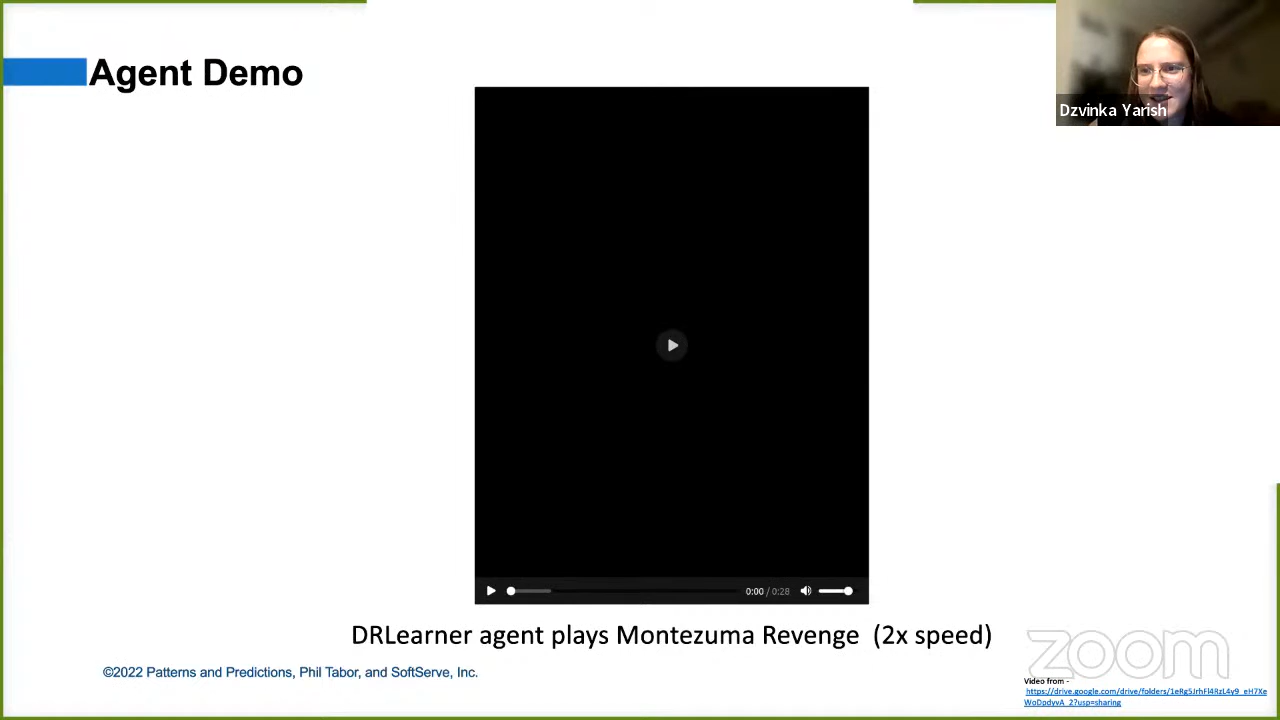 Agent Demo
Dzvinka Yarish
0:00 / 0:28
DRLearner agent plays Montezuma Revenge (2x speed)
©2022 Patterns and Predictions, Phil Tabor, and SoftServe, Inc.
zoom
Video from -